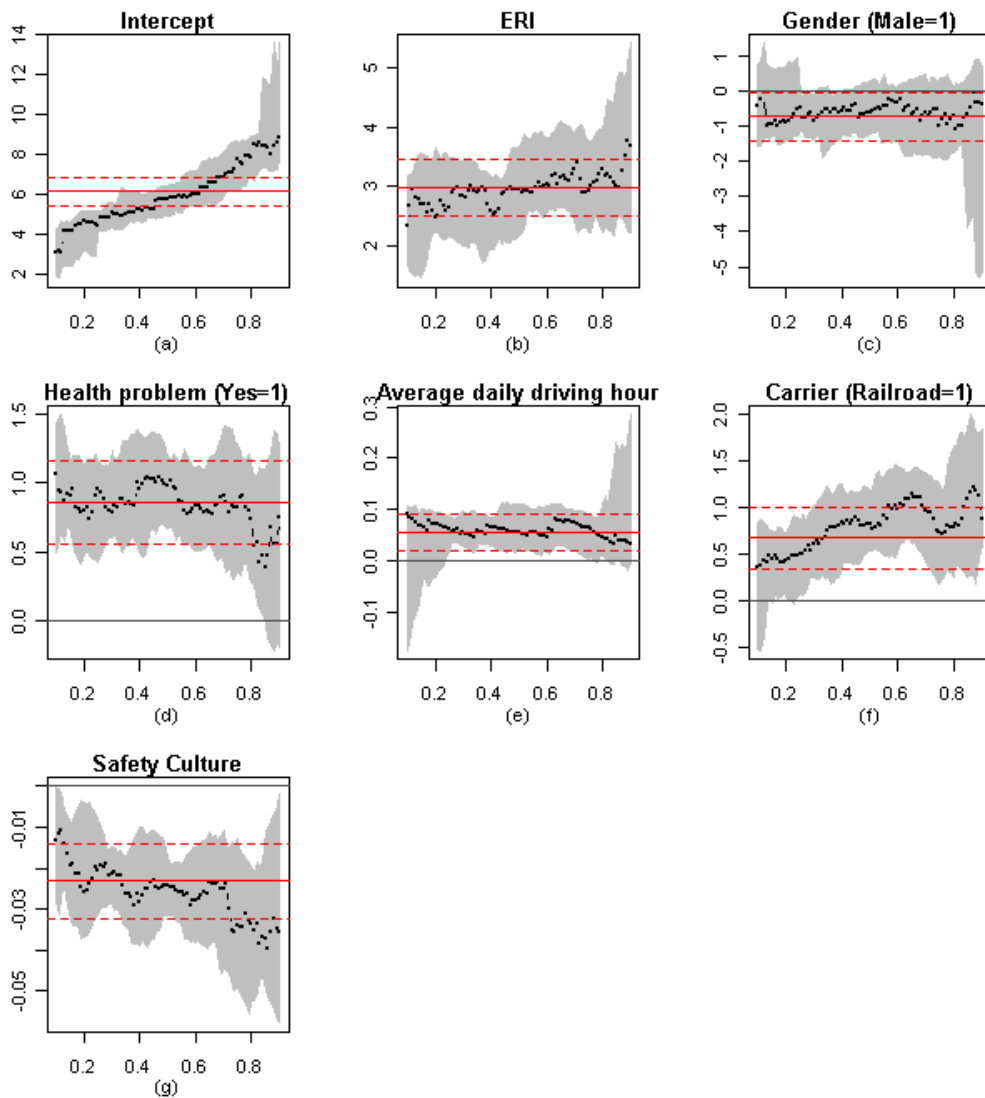 Intercept
ERI
Gender (Male=1)
14
12
10
8
6
4
2
5
4
3
2
1
0
-1
-2
-3
-4
-5
0.2 0.4 0.6 0.8
0.2 0.4 0.6 0.8
0.2 0.4 0.6 0.8
(a)
(b)
(c)
Health problem (Yes=1)
Average daily driving hour
Carrier (Railroad=1)
1.5
1.0
0.5
0.0
0.3
0.2
0.1
0.0
-0.1
2.0
1.5
1.0
0.5
0.0
-0.5
0.2 0.4 0.6 0.8
0.2 0.4 0.6 0.8
0.2 0.4 0.6 0.8
(d)
(e)
(f)
Safety Culture
-0.01
-0.03
-0.05
0.2 0.4 0.6 0.8
(g)